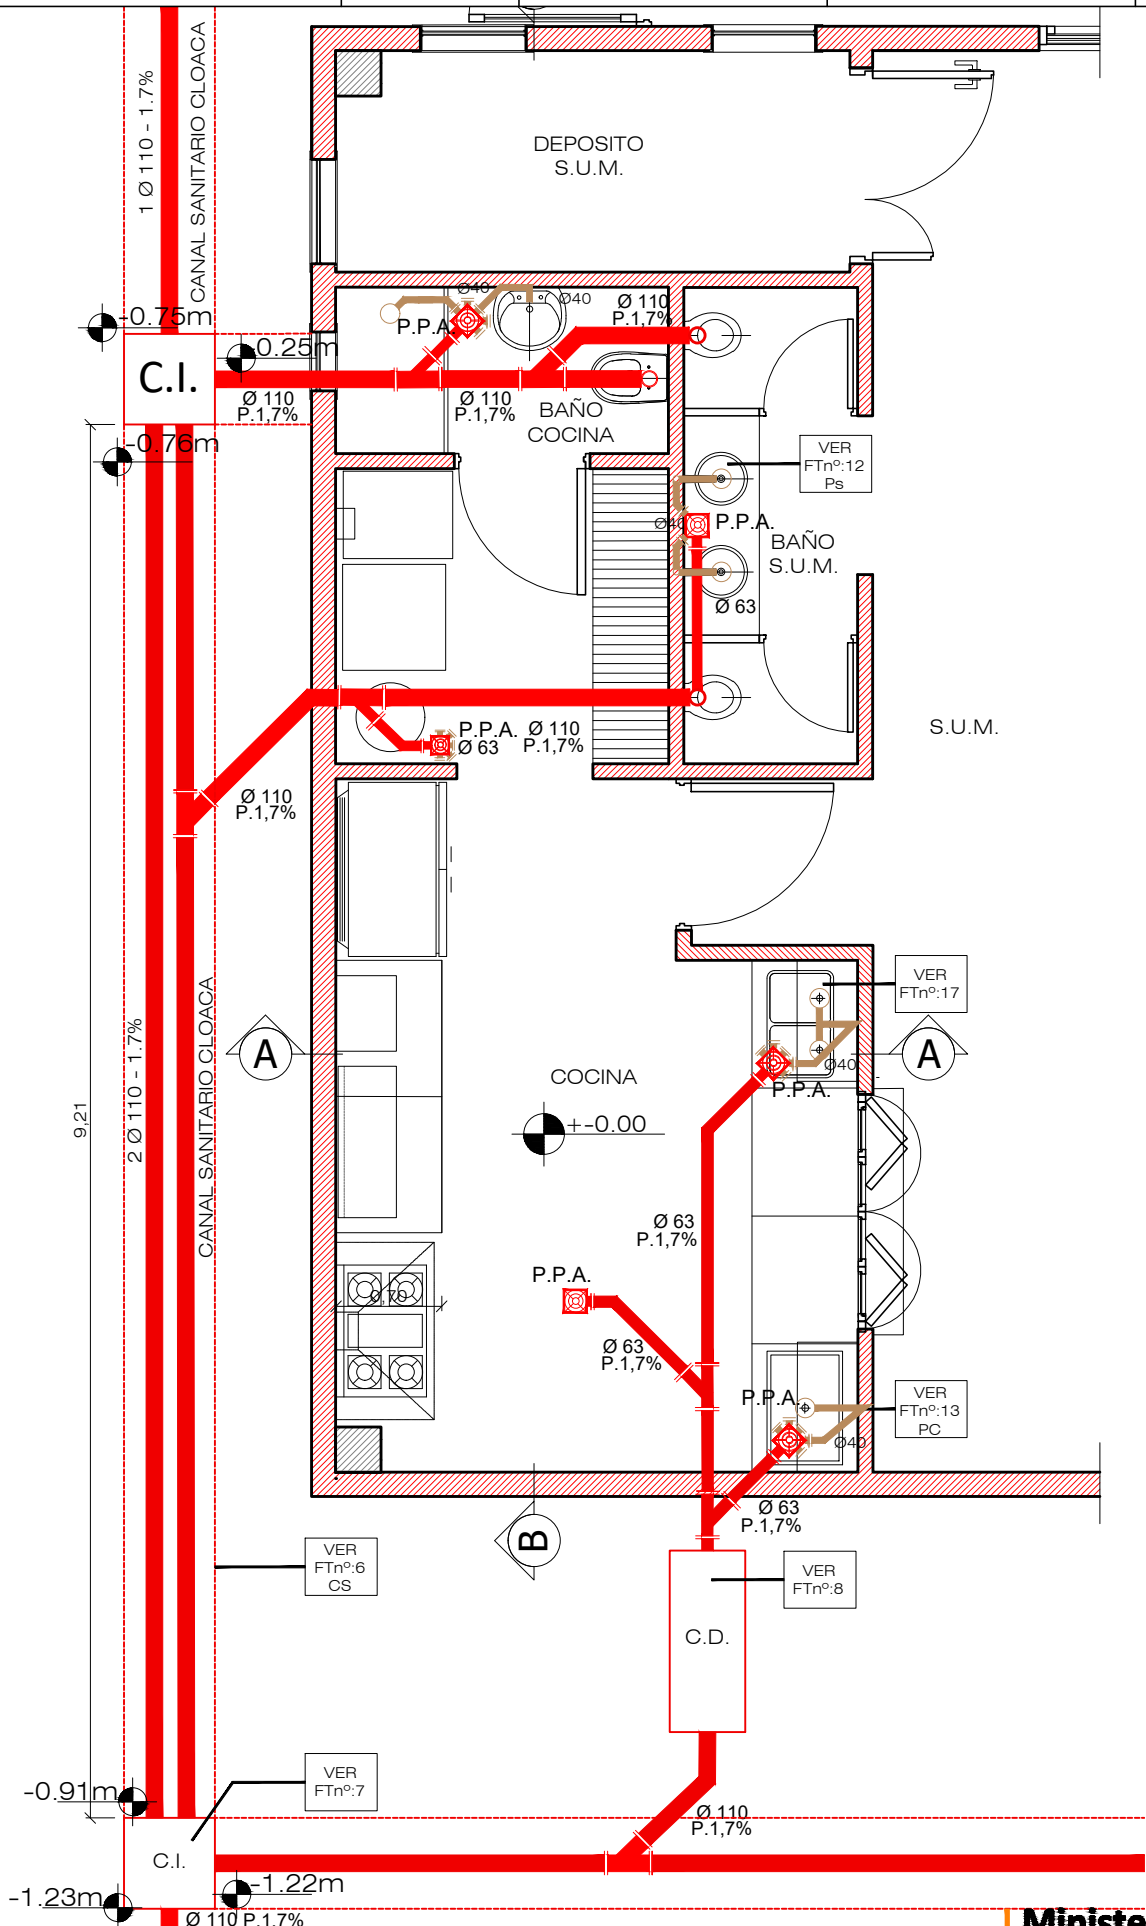 1 Ø 110 - 1.7%
CANAL SANITARIO CLOACA
DEPOSITO
S.U.M.
-0.75m
-0.25m
C.I.
Ø 110
P.1,7%
Ø40
Ø40
P.P.A.
Ø 110
P.1,7%
Ø 110
P.1,7%
BAÑO
COCINA
-0.76m
VER
FTnº:12
Ps
Ø40
P.P.A.
BAÑO
S.U.M.
Ø 63
P.P.A.
Ø 63
Ø 110
P.1,7%
S.U.M.
Ø 110
P.1,7%
9,21
2 Ø 110 - 1.7%
CANAL SANITARIO CLOACA
VER
FTnº:17
A
A
COCINA
Ø40
P.P.A.
+-0.00
Ø 63
P.1,7%
P.P.A.
0,70
Ø 63
P.1,7%
P.P.A.
VER
FTnº:13
PC
Ø40
Ø 63
P.1,7%
B
VER
FTnº:6
CS
VER
FTnº:8
C.D.
VER
FTnº:7
-0.91m
Ø 110
P.1,7%
C.I.
-1.22m
-1.23m
Ø 110 P.1,7%
Ministe